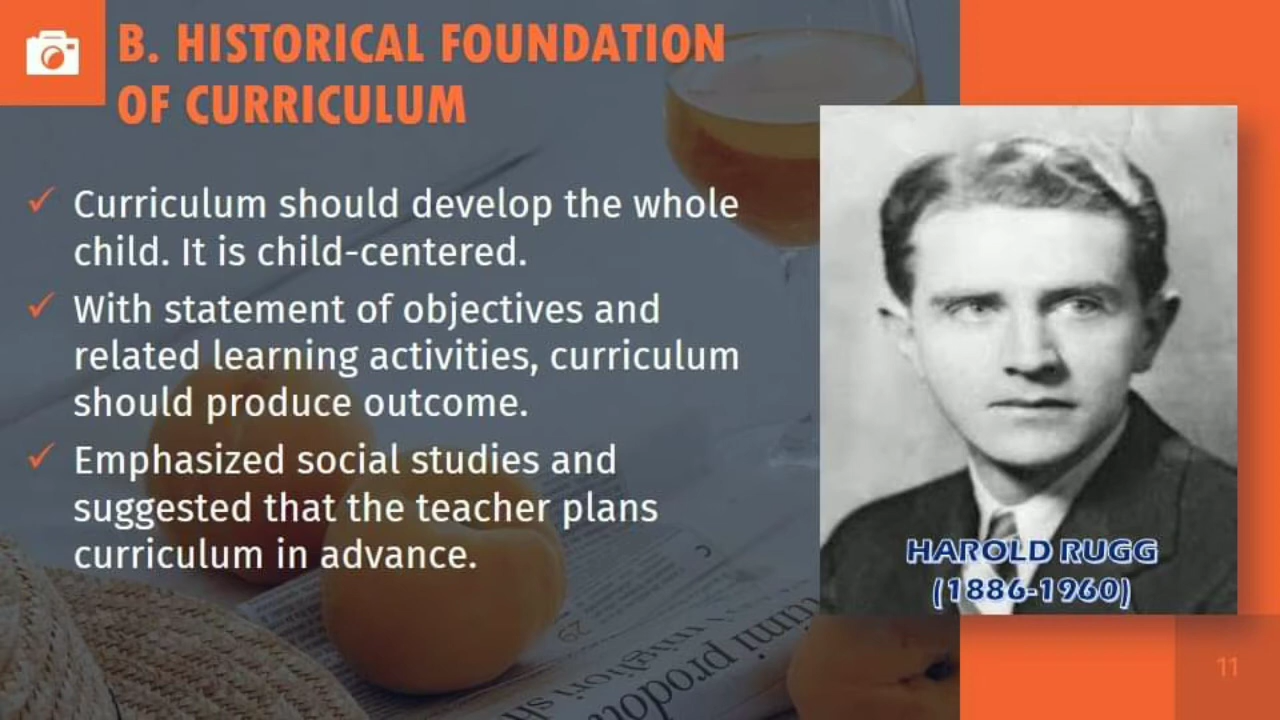 B. HISTORICAL FOUNDATION
OF CURRICULUM
Curriculum should develop the whole
child. It is child-centered.
With statement of objectives and
related learning activities, curriculum
should produce outcome.
Emphasized social studies and
suggested that the teacher plans
curriculum in advance.
HAROLD RUGG
(1886-1960)
11